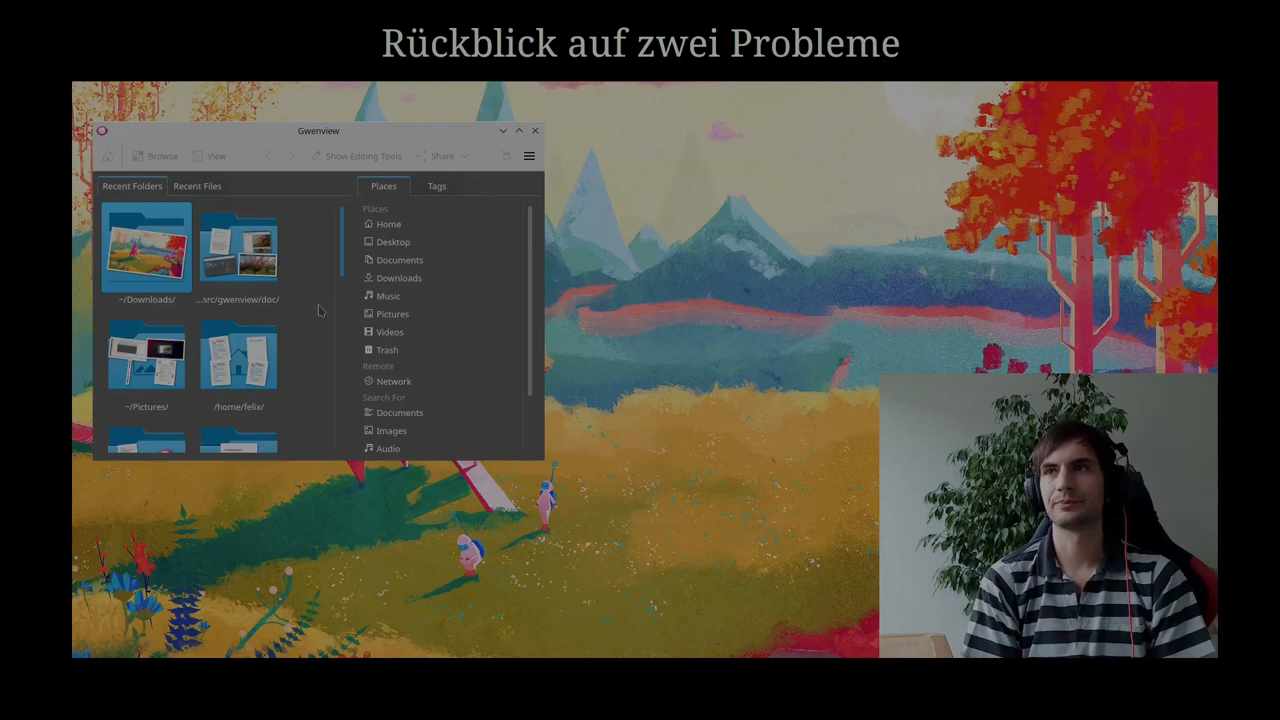 Rückblick auf zwei Probleme
Gwenview
Browse View Show Editing Tools Share
Recent Folders Recent Files Places Tags
Places
Home
Desktop
Documents
Downloads
Music
Pictures
Videos
Trash
Remote
Network
Search For
Documents
Images
Audio
~/Downloads/ ...src/gwenview/doc/
~/Pictures/ /home/felix/